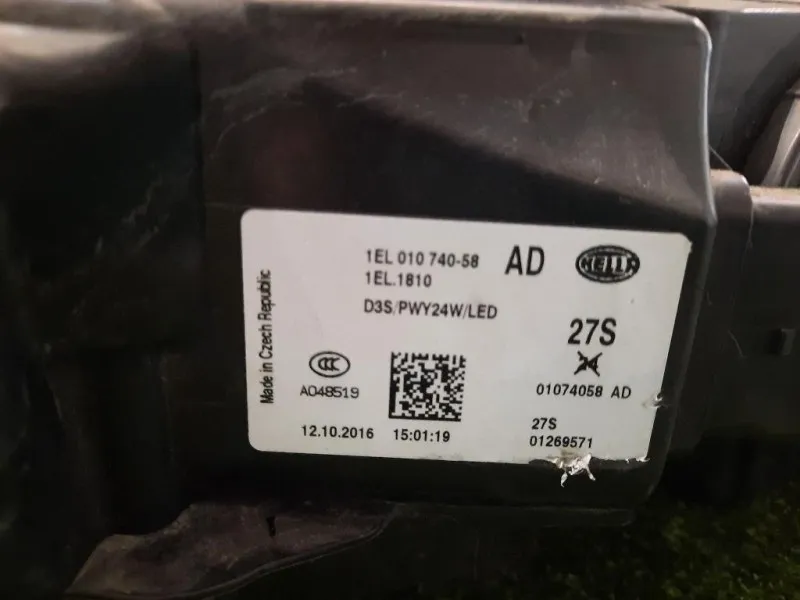 1EL 010 740-58 AD HELLA
1EL.1810
D3S/PWY24W/LED
27S
Made in Czech Republic
CCC
A048519
01074058 AD
12.10.2016 15:01:19
27S
01269571